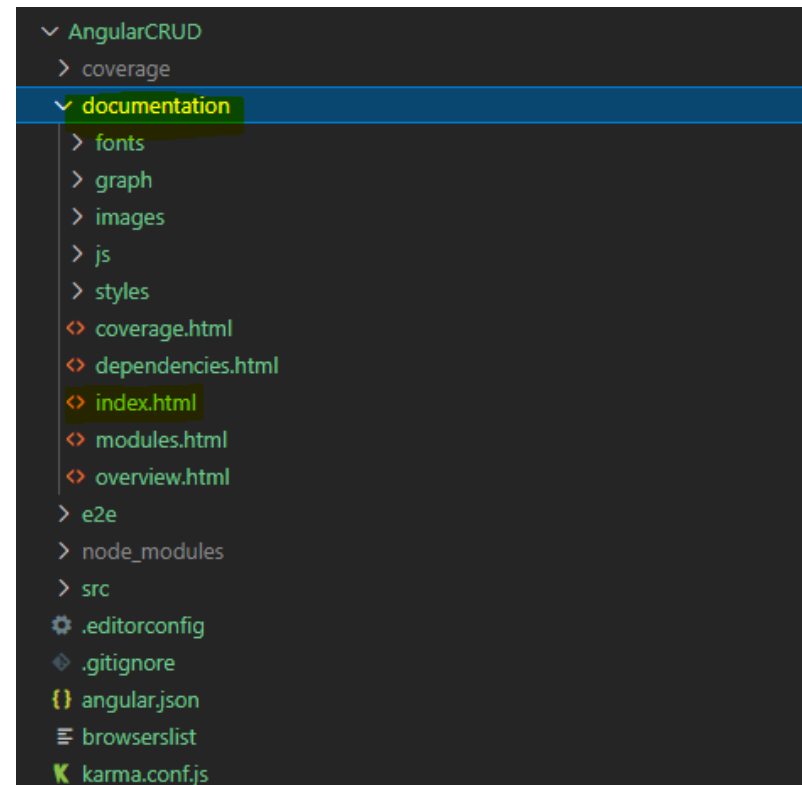 AngularCRUD
coverage
documentation
fonts
graph
images
js
styles
coverage.html
dependencies.html
index.html
modules.html
overview.html
e2e
node_modules
src
.editorconfig
.gitignore
angular.json
browserslist
karma.conf.js